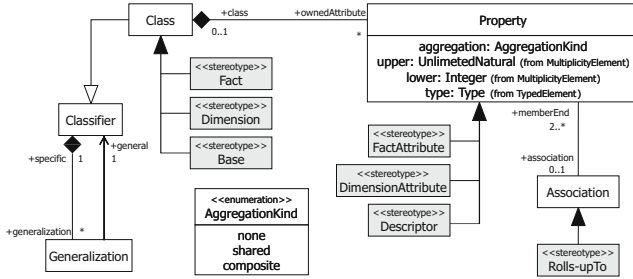 Class
+class
+ownedAttribute
0..1
*
Property
aggregation: AggregationKind
upper: UnlimetedNatural (from MultiplicityElement)
lower: Integer (from MultiplicityElement)
type: Type (from TypedElement)
<<stereotype>>
Fact
<<stereotype>>
Dimension
<<stereotype>>
Base
Classifier
+specific
1
+general
1
+generalization
*
Generalization
<<enumeration>>
AggregationKind
none
shared
composite
<<stereotype>>
FactAttribute
<<stereotype>>
DimensionAttribute
<<stereotype>>
Descriptor
+memberEnd
2..*
+association
0..1
Association
<<stereotype>>
Rolls-upTo